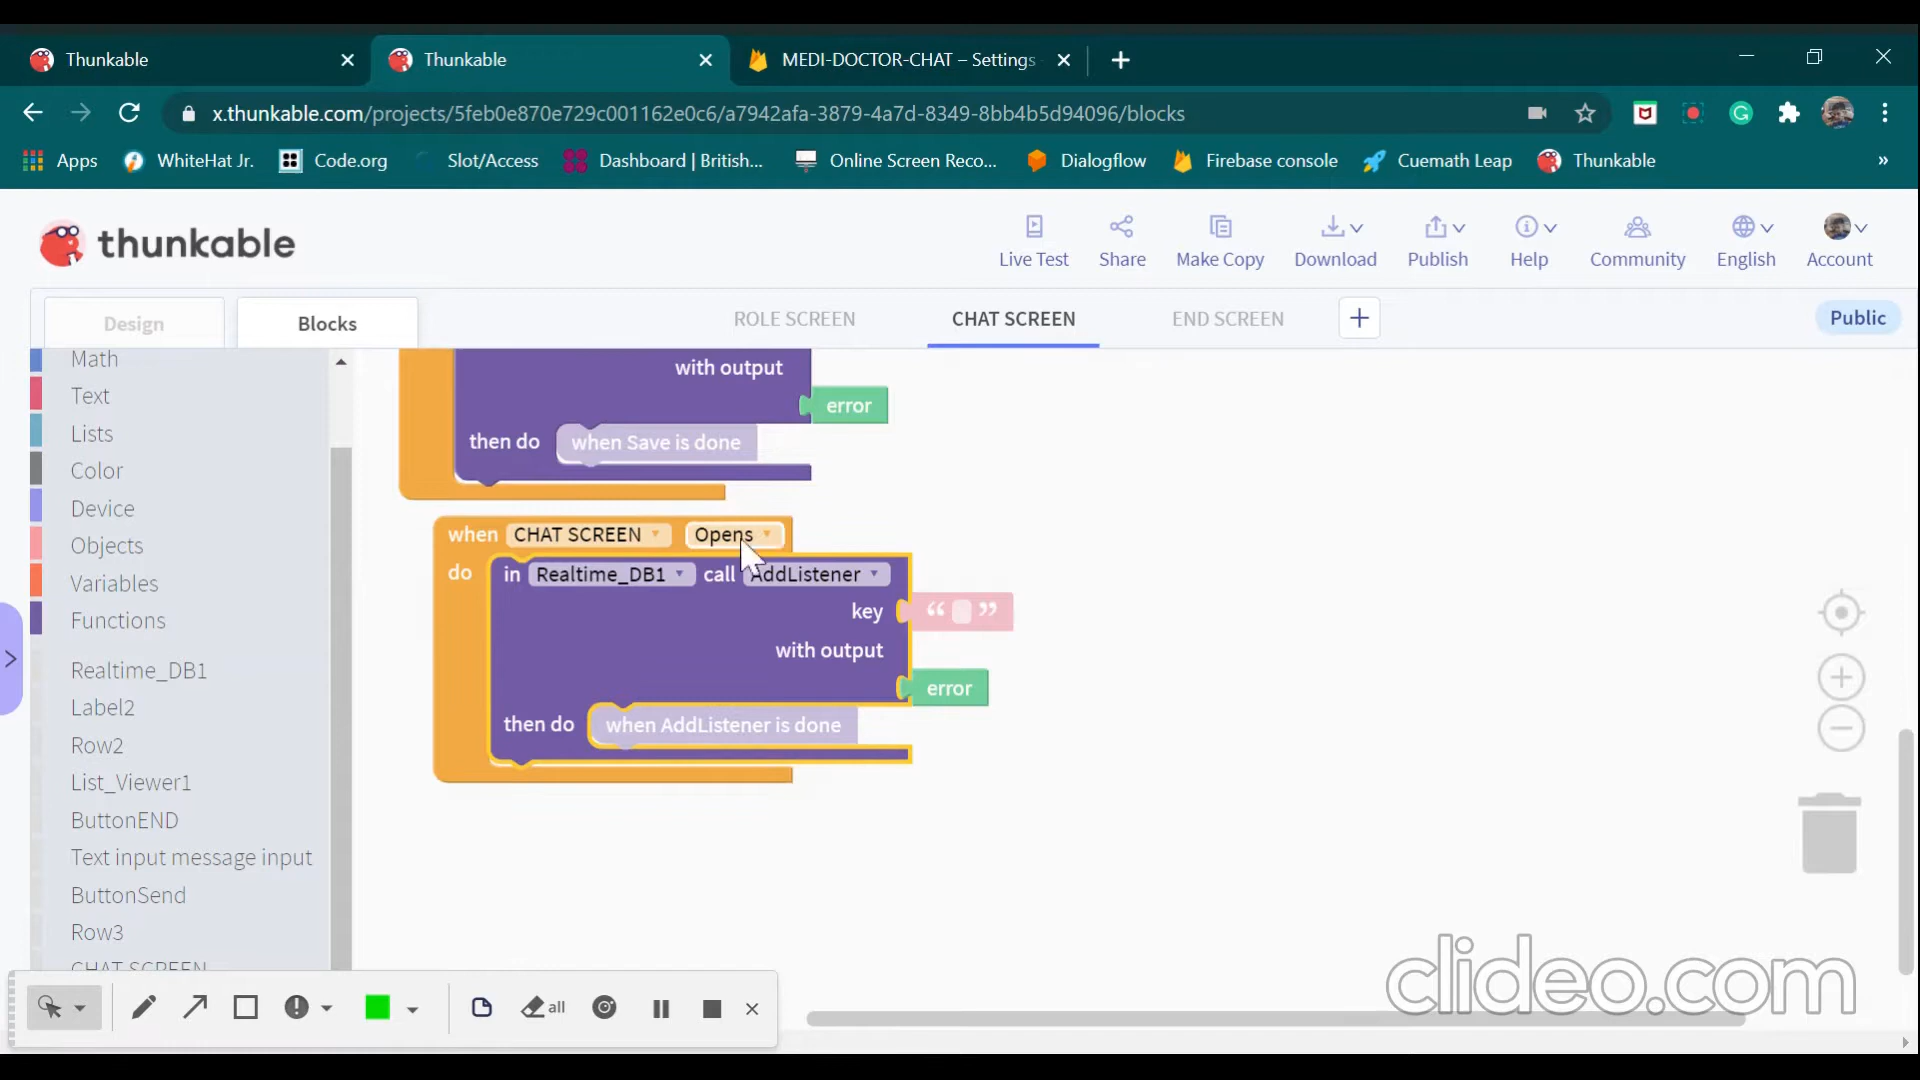 Thunkable
Thunkable
MEDI-DOCTOR-CHAT – Settings
x.thunkable.com/projects/5feb0e870e729c001162e0c6/a7942afa-3879-4a7d-8349-8bb4b5d94096/blocks
Apps
WhiteHat Jr.
Code.org
Slot/Access
Dashboard | British...
Online Screen Reco...
Dialogflow
Firebase console
Cuemath Leap
Thunkable
»
thunkable
Live Test
Share
Make Copy
Download
Publish
Help
Community
English
Account
Design
Blocks
ROLE SCREEN
CHAT SCREEN
END SCREEN
Public
Math
Text
Lists
Color
Device
Objects
Variables
Functions
Realtime_DB1
Label2
Row2
List_Viewer1
ButtonEND
Text input message input
ButtonSend
Row3
CHAT SCREEN
with output
error
then do when Save is done
when CHAT SCREEN Opens
do in Realtime_DB1 call AddListener
key “ ”
with output
error
then do when AddListener is done
all
clideo.com